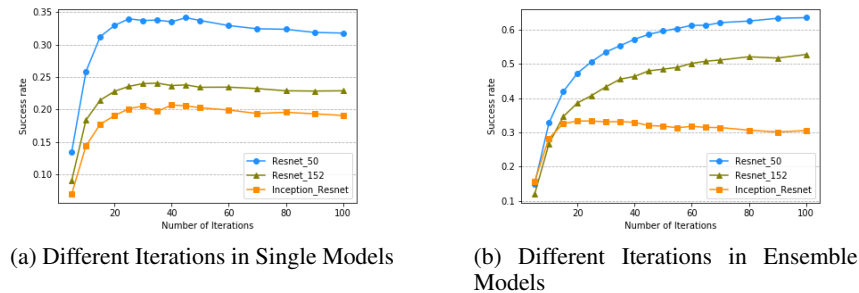 0.35
0.30
0.25
0.20
0.15
0.10
Success rate
20
40
60
80
100
Number of Iterations
Resnet_50
Resnet_152
Inception_Resnet
(a) Different Iterations in Single Models
0.6
0.5
0.4
0.3
0.2
0.1
Success rate
20
40
60
80
100
Number of Iterations
Resnet_50
Resnet_152
Inception_Resnet
(b) Different Iterations in Ensemble
Models